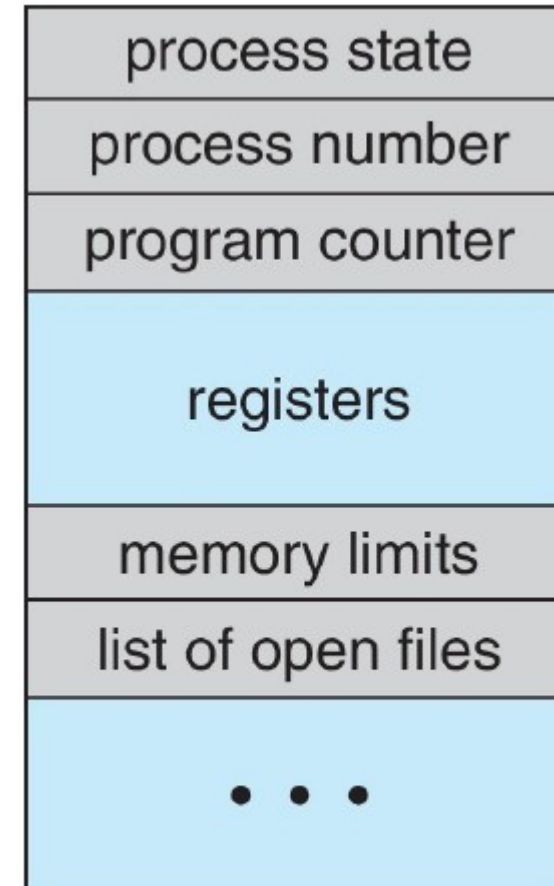 process state
process number
program counter
registers
memory limits
list of open files
• • •